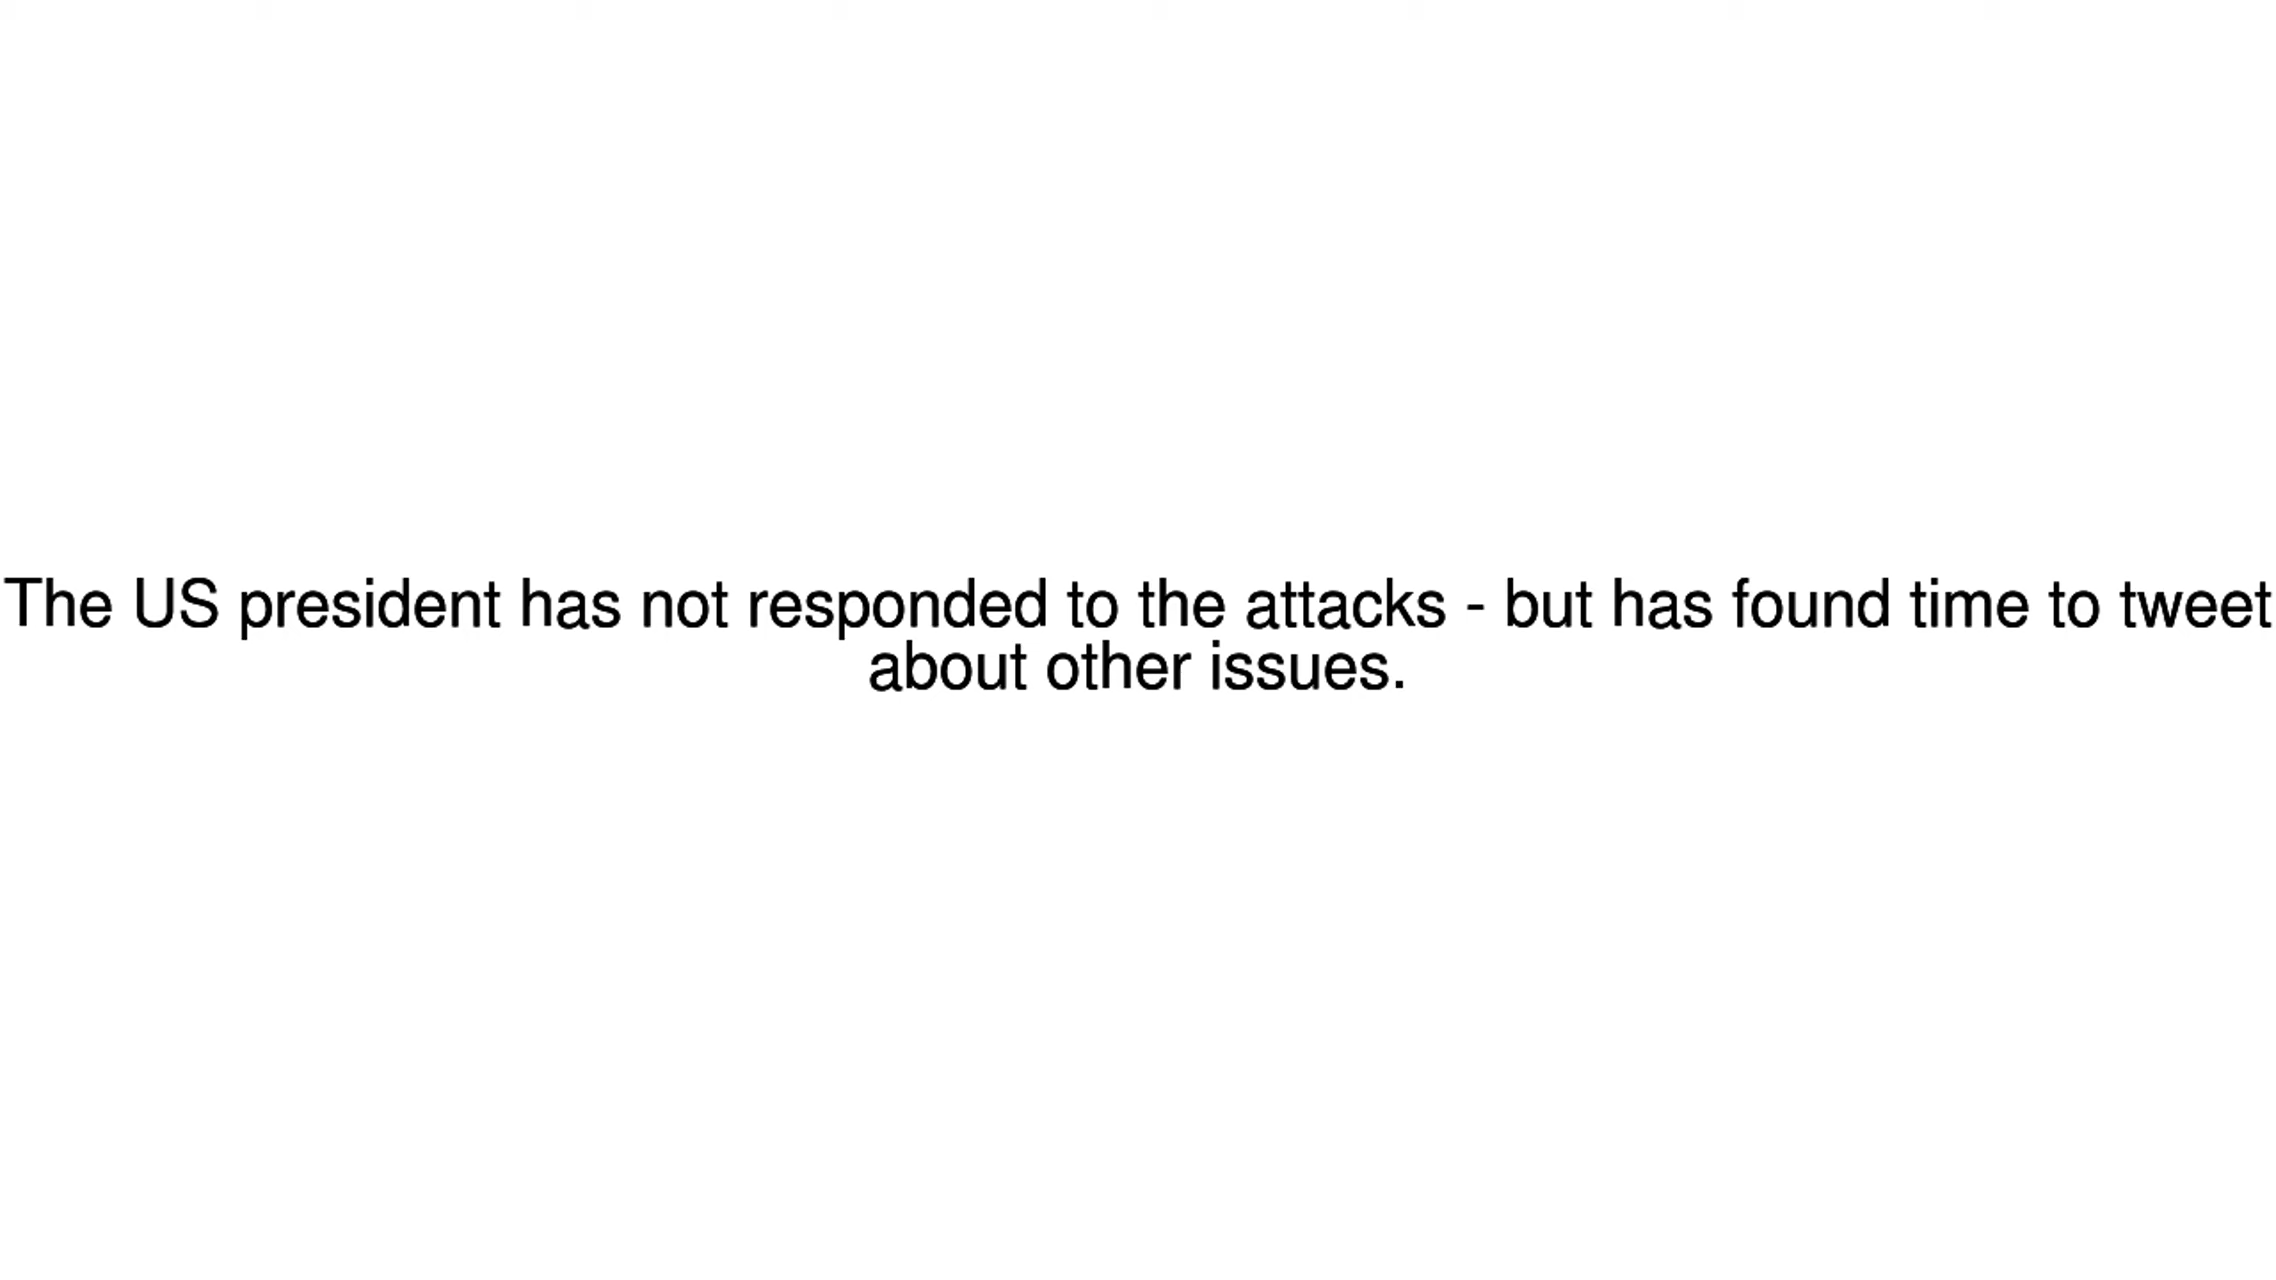 The US president has not responded to the attacks - but has found time to tweet
about other issues.